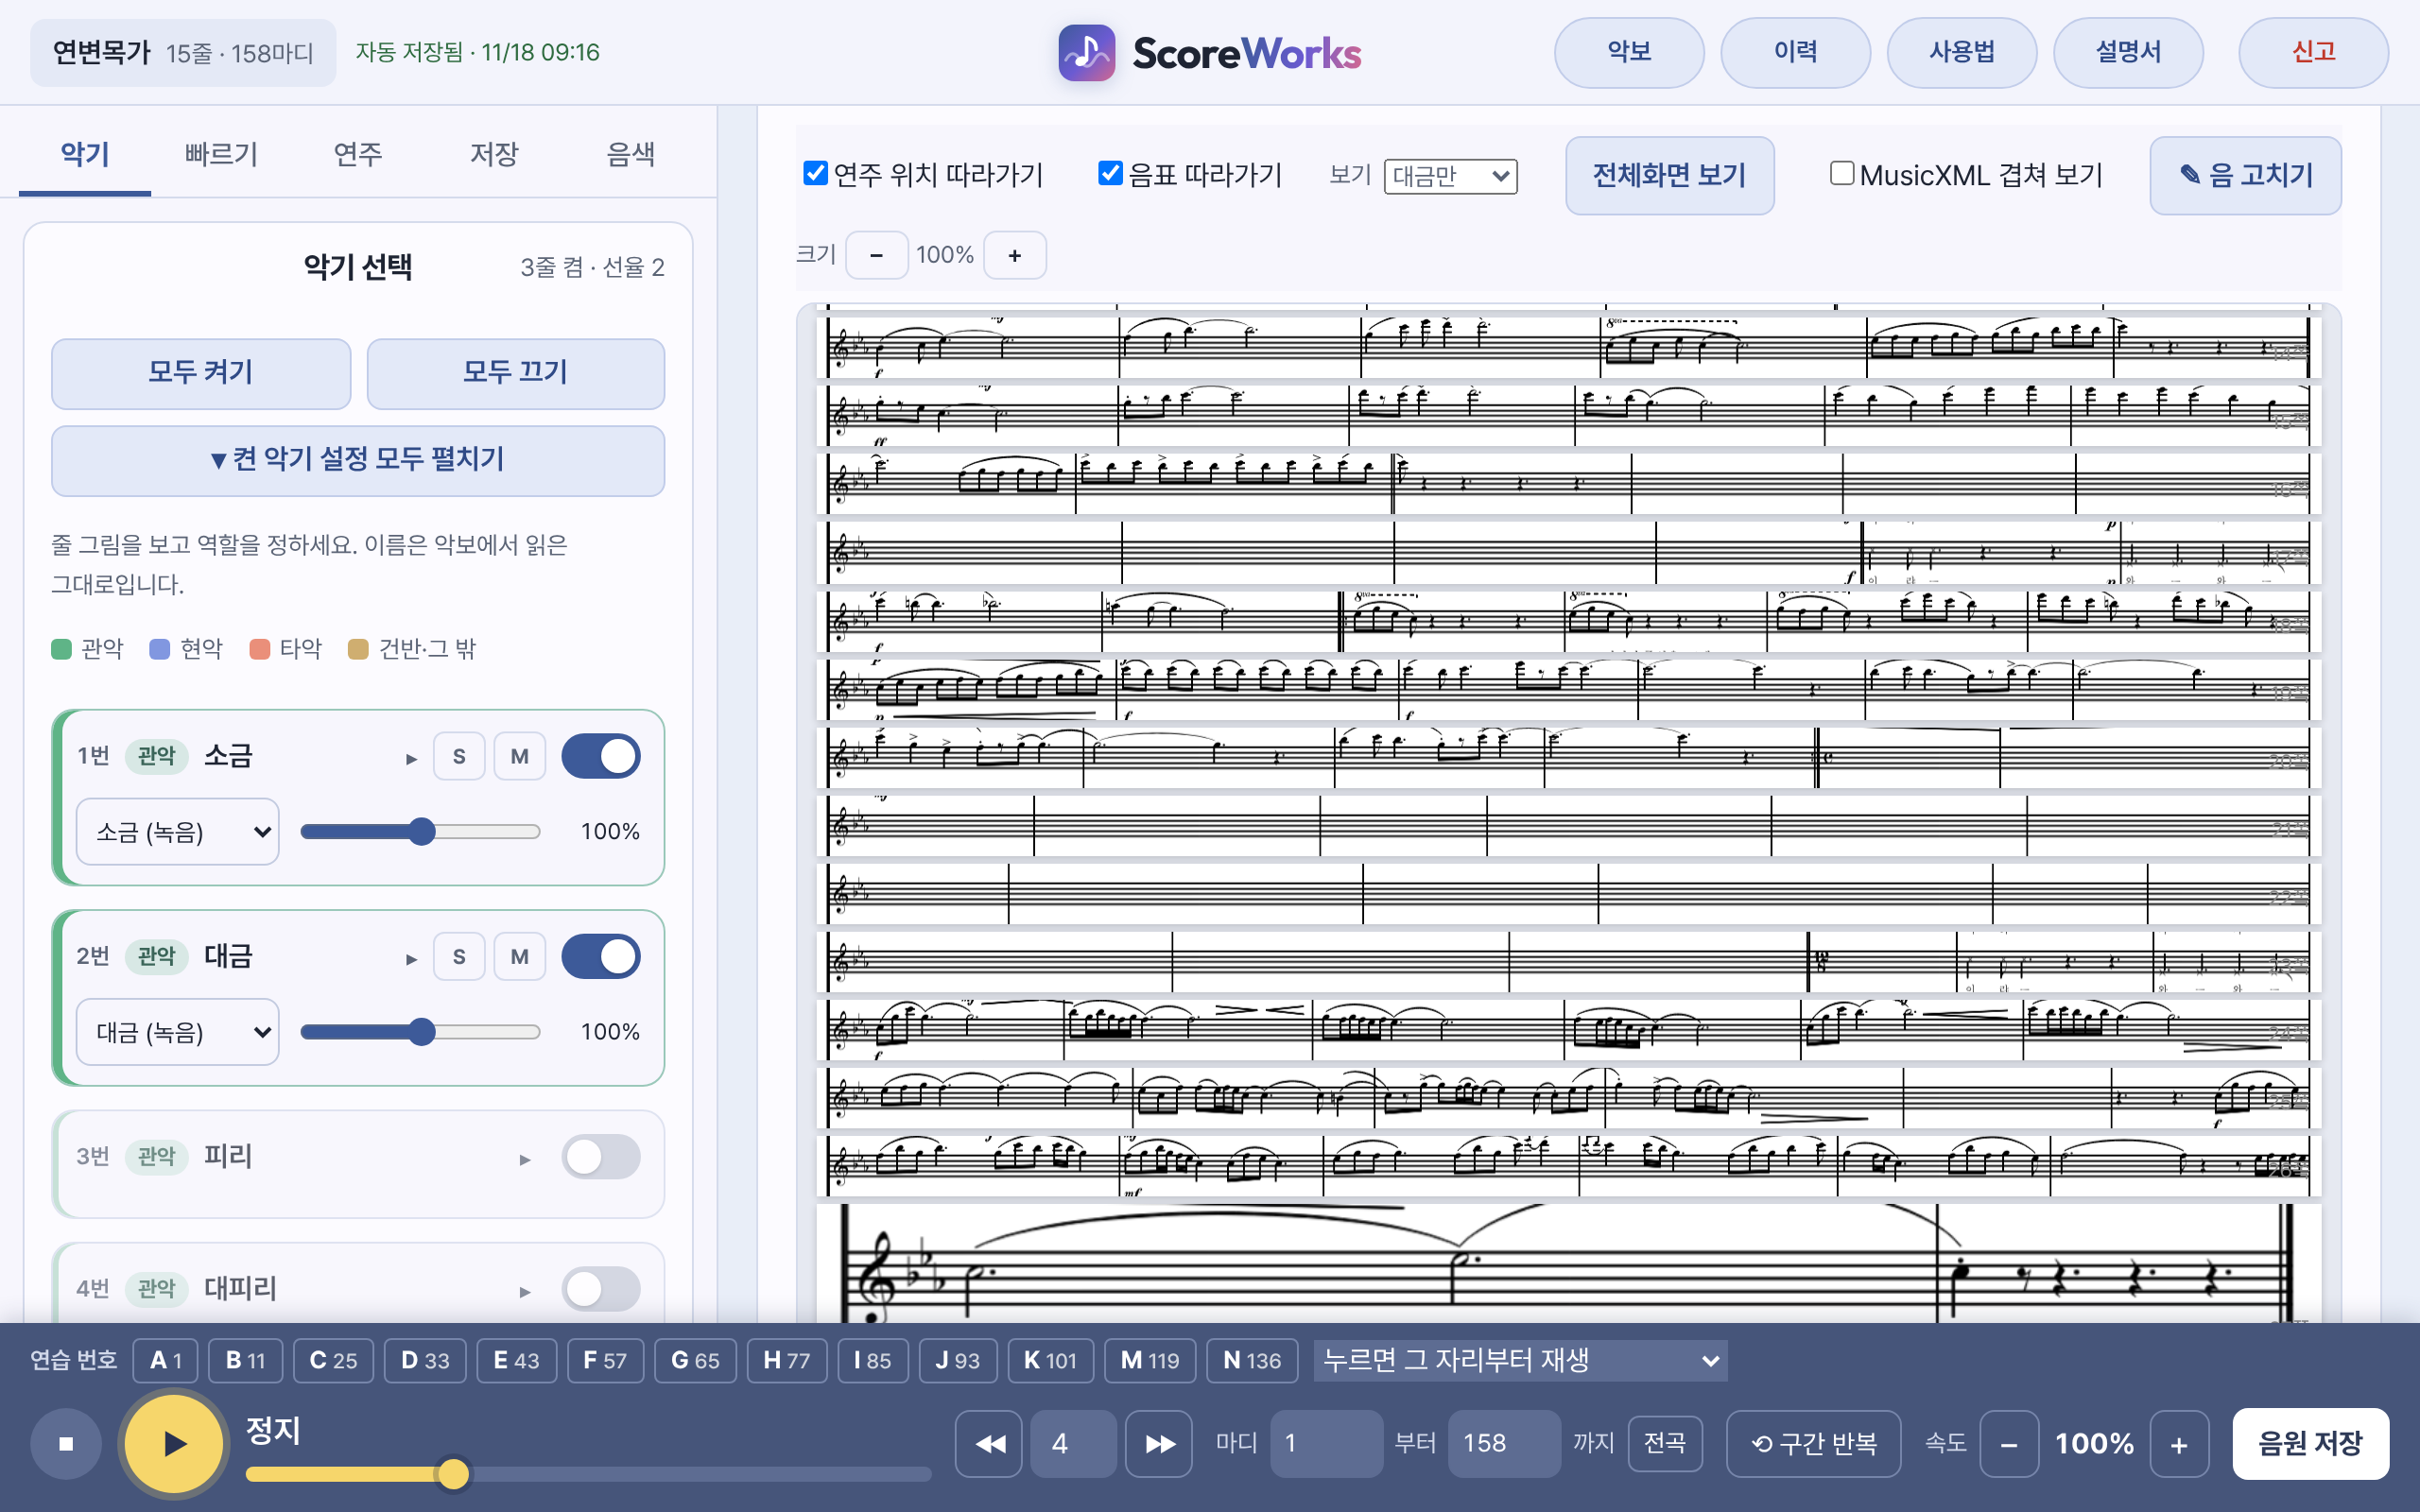 연변목가 15줄 · 158마디 자동 저장됨 · 11/18 09:16 ScoreWorks 악보 이력 사용법 설명서 신고
악기 빠르기 연주 저장 음색
연주 위치 따라가기 음표 따라가기 보기 대금만 전체화면 보기 MusicXML 겹쳐 보기 ✎ 음 고치기
크기 − 100% +
악기 선택 3줄 켬 · 선율 2
모두 켜기 모두 끄기
▼켠 악기 설정 모두 펼치기
줄 그림을 보고 역할을 정하세요. 이름은 악보에서 읽은
그대로입니다.
관악 현악 타악 건반·그 밖
1번 관악 소금 ▸ S M
소금 (녹음) 100%
2번 관악 대금 ▸ S M
대금 (녹음) 100%
3번 관악 피리 ▸
4번 관악 대피리 ▸
연습 번호 A 1 B 11 C 25 D 33 E 43 F 57 G 65 H 77 I 85 J 93 K 101 M 119 N 136 누르면 그 자리부터 재생
정지 4 마디 1 부터 158 까지 전곡 ⟲ 구간 반복 속도 − 100% + 음원 저장